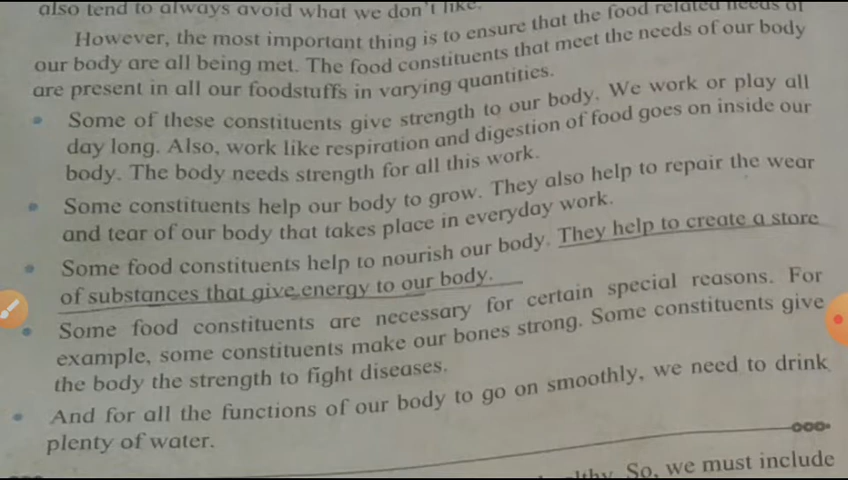 also tend to always avoid what we don't like.
However, the most important thing is to ensure that the food related needs of
our body are all being met. The food constituents that meet the needs of our body
are present in all our foodstuffs in varying quantities.
• Some of these constituents give strength to our body. We work or play all
day long. Also, work like respiration and digestion of food goes on inside our
body. The body needs strength for all this work.
• Some constituents help our body to grow. They also help to repair the wear
and tear of our body that takes place in everyday work.
• Some food constituents help to nourish our body. They help to create a store
of substances that give energy to our body.
• Some food constituents are necessary for certain special reasons. For
example, some constituents make our bones strong. Some constituents give
the body the strength to fight diseases.
• And for all the functions of our body to go on smoothly, we need to drink
plenty of water.
So, we must include